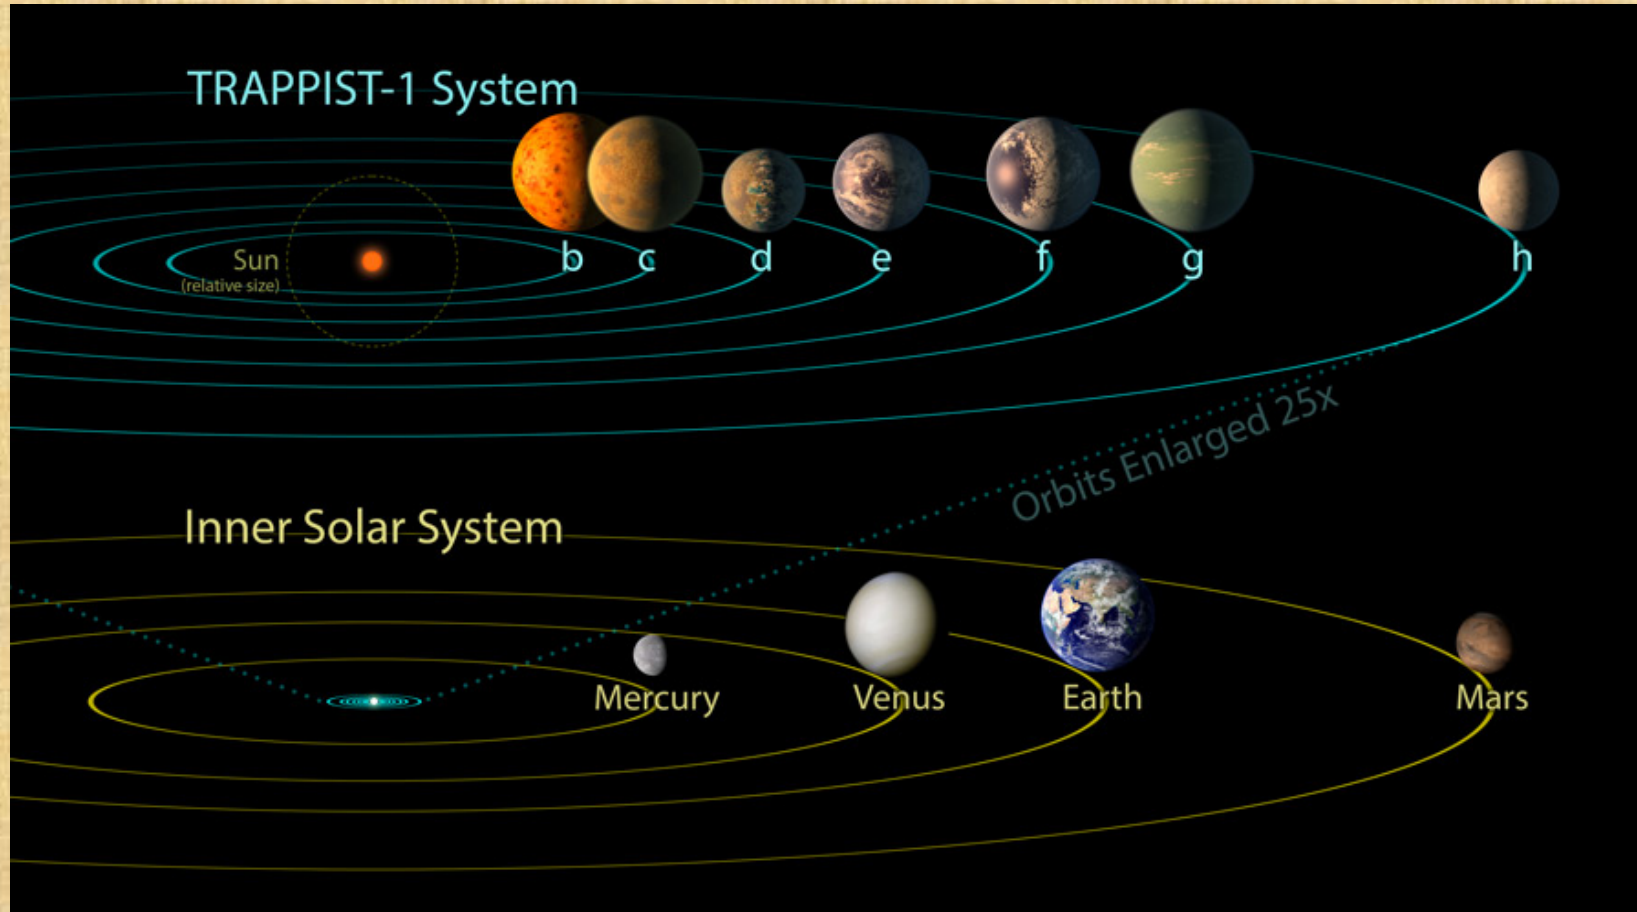 TRAPPIST-1 System
Sun
(relative size)
b c d e f g h
Orbits Enlarged 25x
Inner Solar System
Mercury Venus Earth Mars